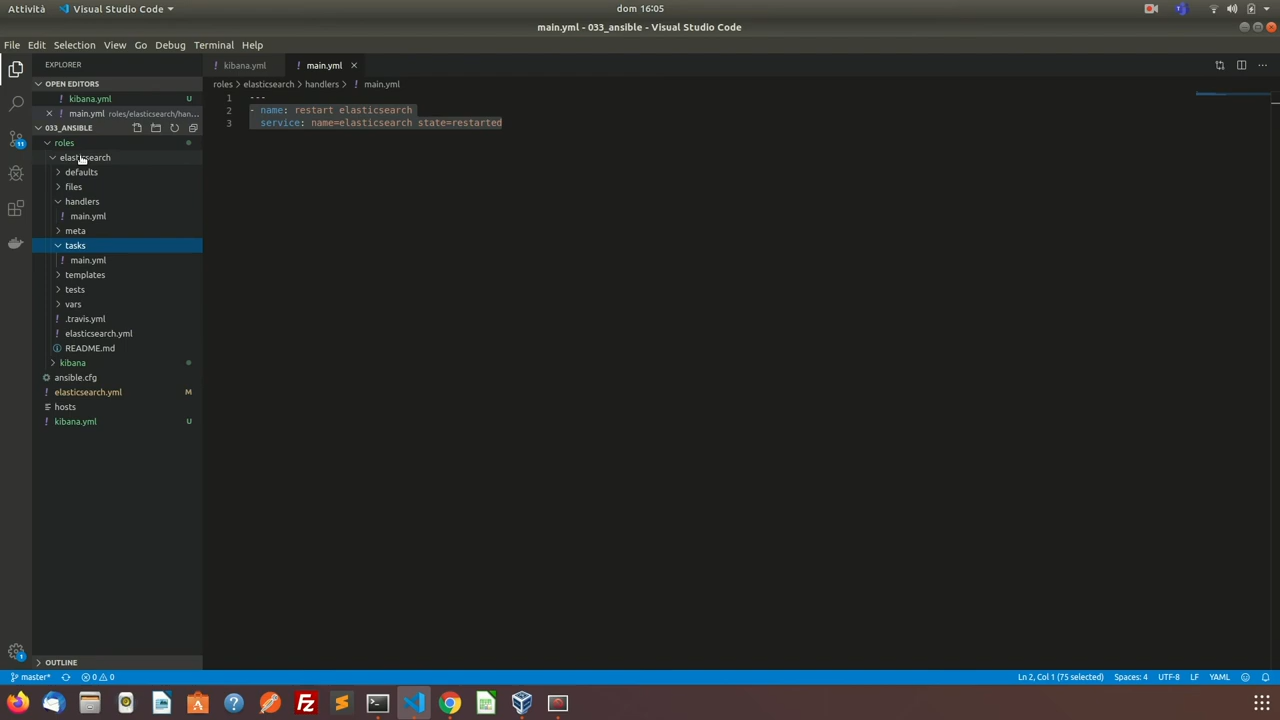 Attività
Visual Studio Code
dom 16:05
main.yml - 033_ansible - Visual Studio Code
File Edit Selection View Go Debug Terminal Help
EXPLORER
kibana.yml
main.yml
OPEN EDITORS
roles > elasticsearch > handlers > main.yml
kibana.yml U
main.yml roles/elasticsearch/han...
033_ANSIBLE
1 ---
2 - name: restart elasticsearch
3 service: name=elasticsearch state=restarted
11
roles
elasticsearch
defaults
files
handlers
main.yml
meta
tasks
main.yml
templates
tests
vars
.travis.yml
elasticsearch.yml
README.md
kibana
ansible.cfg
elasticsearch.yml M
hosts
kibana.yml U
1
OUTLINE
master* 0 0
Ln 2, Col 1 (75 selected) Spaces: 4 UTF-8 LF YAML